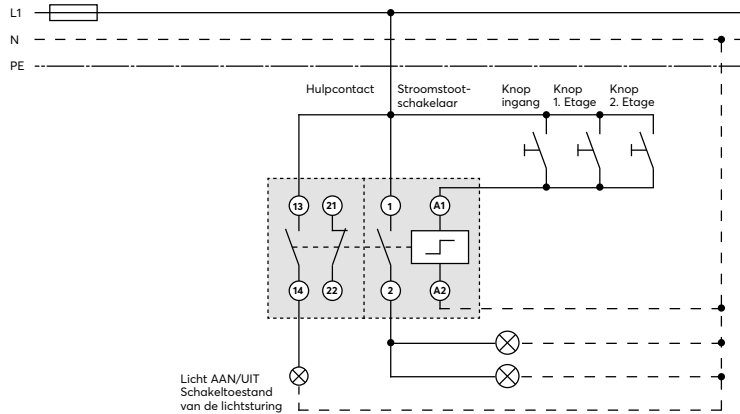 L1
N
PE
Hulpcontact
Stroomstoot-
schakelaar
Knop
ingang
Knop
1. Etage
Knop
2. Etage
13
21
1
A1
14
22
2
A2
Licht AAN/UIT
Schakeltoestand
van de lichtsturing